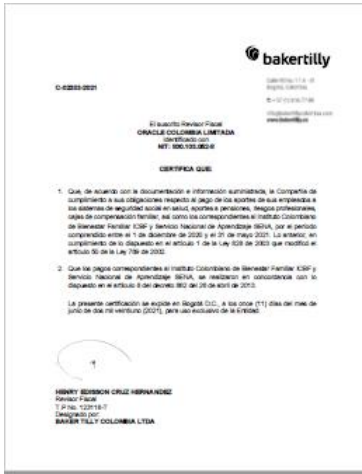 bakertilly
C-02203-2021
www.bakertilly.co
El suscrito Revisor Fiscal
ORACLE COLOMBIA LIMITADA
identificado con
NIT:
CERTIFICA QUE:
1. Que, de acuerdo con la documentación e información suministrada, la Compañía da
cumplimiento a sus obligaciones respecto al pago de los aportes de sus empleados a
los sistemas de seguridad social en salud, aportes a pensiones, riesgos profesionales,
cajas de compensación familiar, así como los correspondientes al Instituto Colombiano
de Bienestar Familiar ICBF y Servicio Nacional de Aprendizaje SENA, por el período
comprendido entre el 1 de diciembre de 2020 y el 31 de mayo 2021. Lo anterior, en
cumplimiento de lo dispuesto en el artículo 1 de la Ley 828 de 2003 que modificó el
artículo 50 de la Ley 789 de 2002.
2. Que los pagos correspondientes al Instituto Colombiano de Bienestar Familiar ICBF y
Servicio Nacional de Aprendizaje SENA, se realizaron en concordancia con lo
dispuesto en el artículo 8 del decreto 862 del 26 de abril de 2013.
La presente certificación se expide en Bogotá D.C., a los once (11) días del mes de
junio de dos mil veintiuno (2021), para uso exclusivo de la Entidad.
HENRY EDISSON CRUZ HERNANDEZ
Revisor Fiscal
T.P No. 123118-T
Designado por:
BAKER TILLY COLOMBIA LTDA